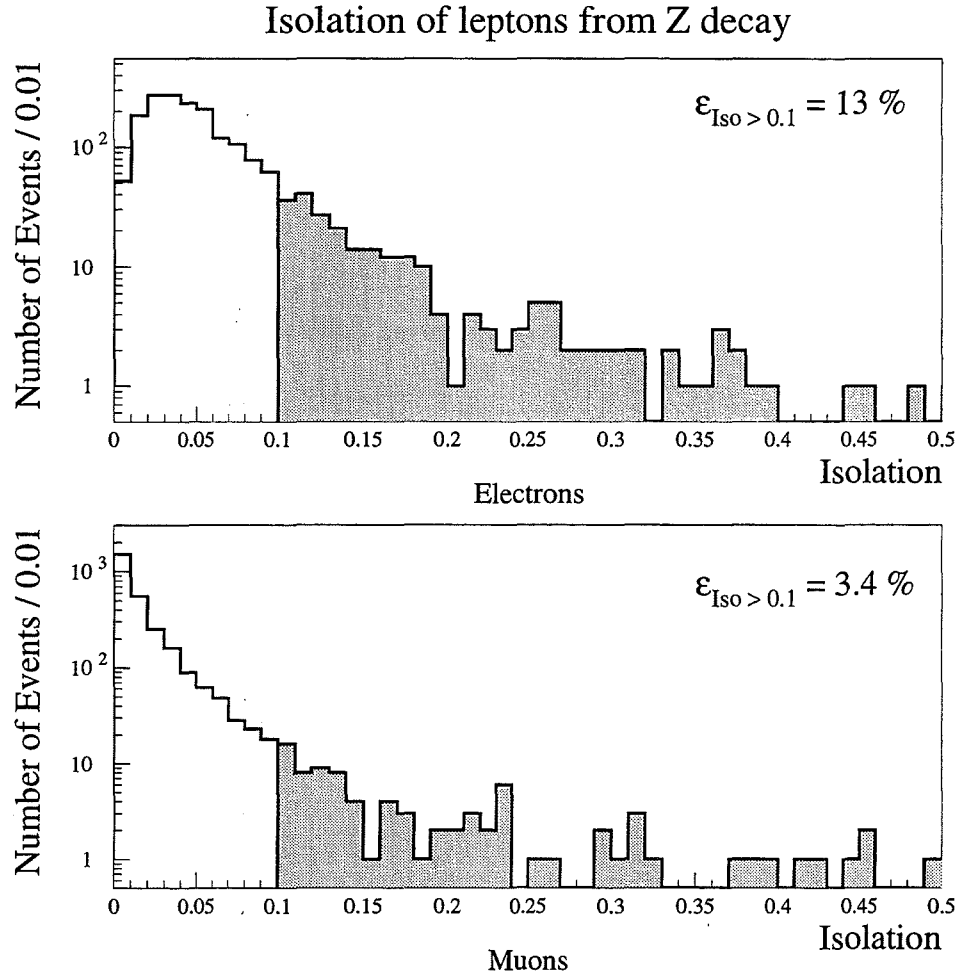 Isolation of leptons from Z decay
Number of Events / 0.01
ε Iso > 0.1 = 13 %
10 2
10
1
0 0.05 0.1 0.15 0.2 0.25 0.3 0.35 0.4 0.45 0.5
Isolation
Electrons
Number of Events / 0.01
ε Iso > 0.1 = 3.4 %
10 3
10 2
10
1
0 0.05 0.1 0.15 0.2 0.25 0.3 0.35 0.4 0.45 0.5
Isolation
Muons